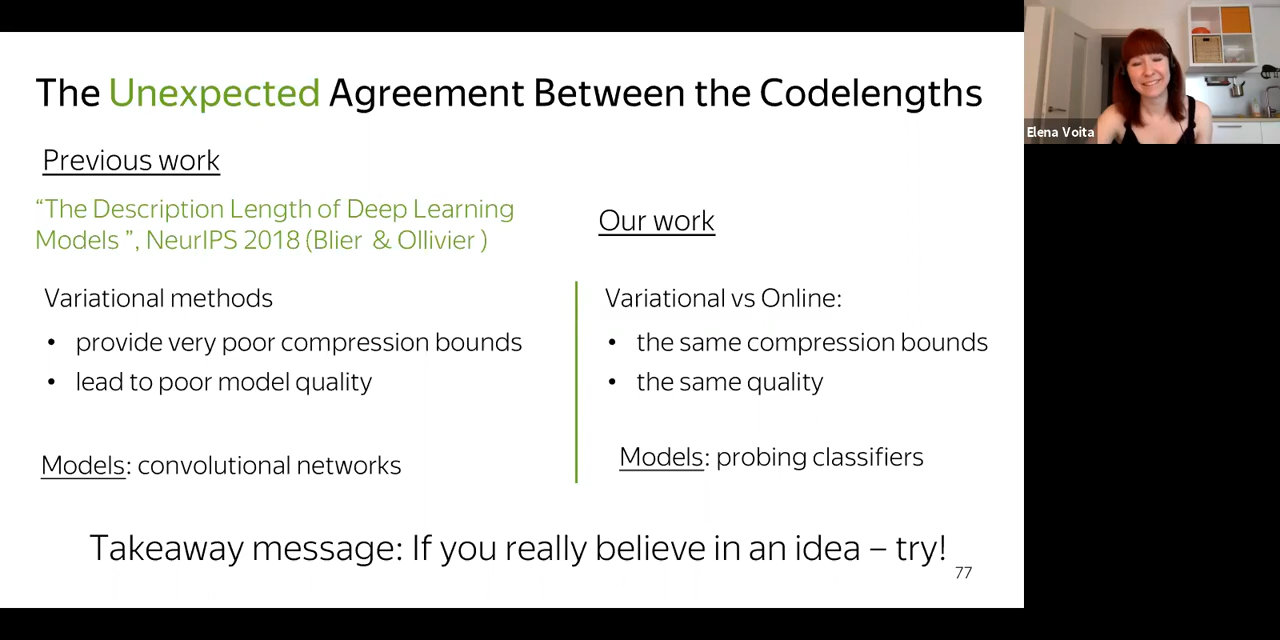 The Unexpected Agreement Between the Codelengths
Previous work
“The Description Length of Deep Learning
Models ”, NeurIPS 2018 (Blier & Ollivier )
Variational methods
• provide very poor compression bounds
• lead to poor model quality
Models: convolutional networks
Our work
Variational vs Online:
• the same compression bounds
• the same quality
Models: probing classifiers
Takeaway message: If you really believe in an idea – try!
77
Elena Voita